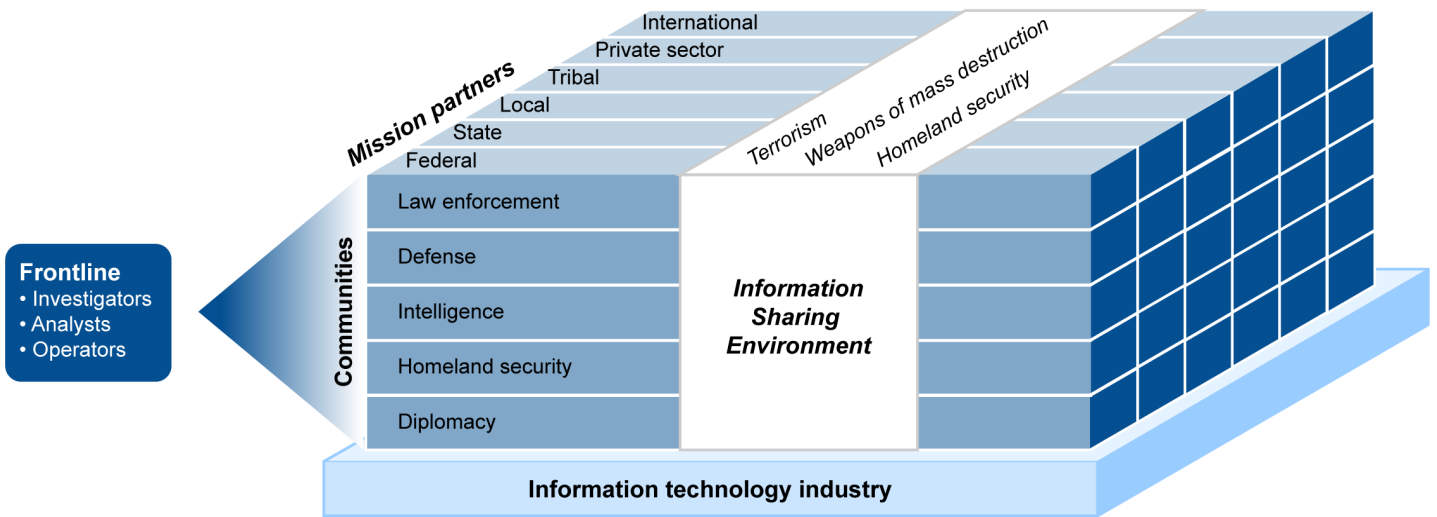 International
Private sector
Tribal
Local
State
Federal
Mission partners
Terrorism
Weapons of mass destruction
Homeland security
Communities
Law enforcement
Defense
Intelligence
Homeland security
Diplomacy
Information
Sharing
Environment
Frontline
• Investigators
• Analysts
• Operators
Information technology industry